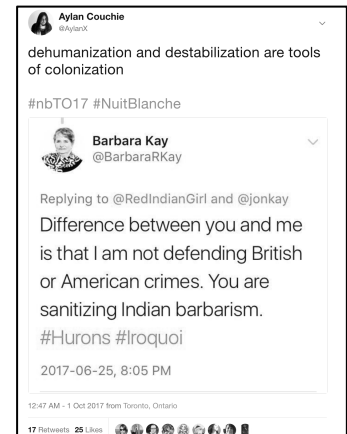 Aylan Couchie
@AylanX
dehumanization and destabilization are tools
of colonization
#nbTO17 #NuitBlanche
Barbara Kay
@BarbaraRKay
Replying to @RedIndianGirl and @jonkay
Difference between you and me
is that I am not defending British
or American crimes. You are
sanitizing Indian barbarism.
#Hurons #Iroquoi
2017-06-25, 8:05 PM
12:47 AM - 1 Oct 2017 from Toronto, Ontario
17 Retweets 25 Likes